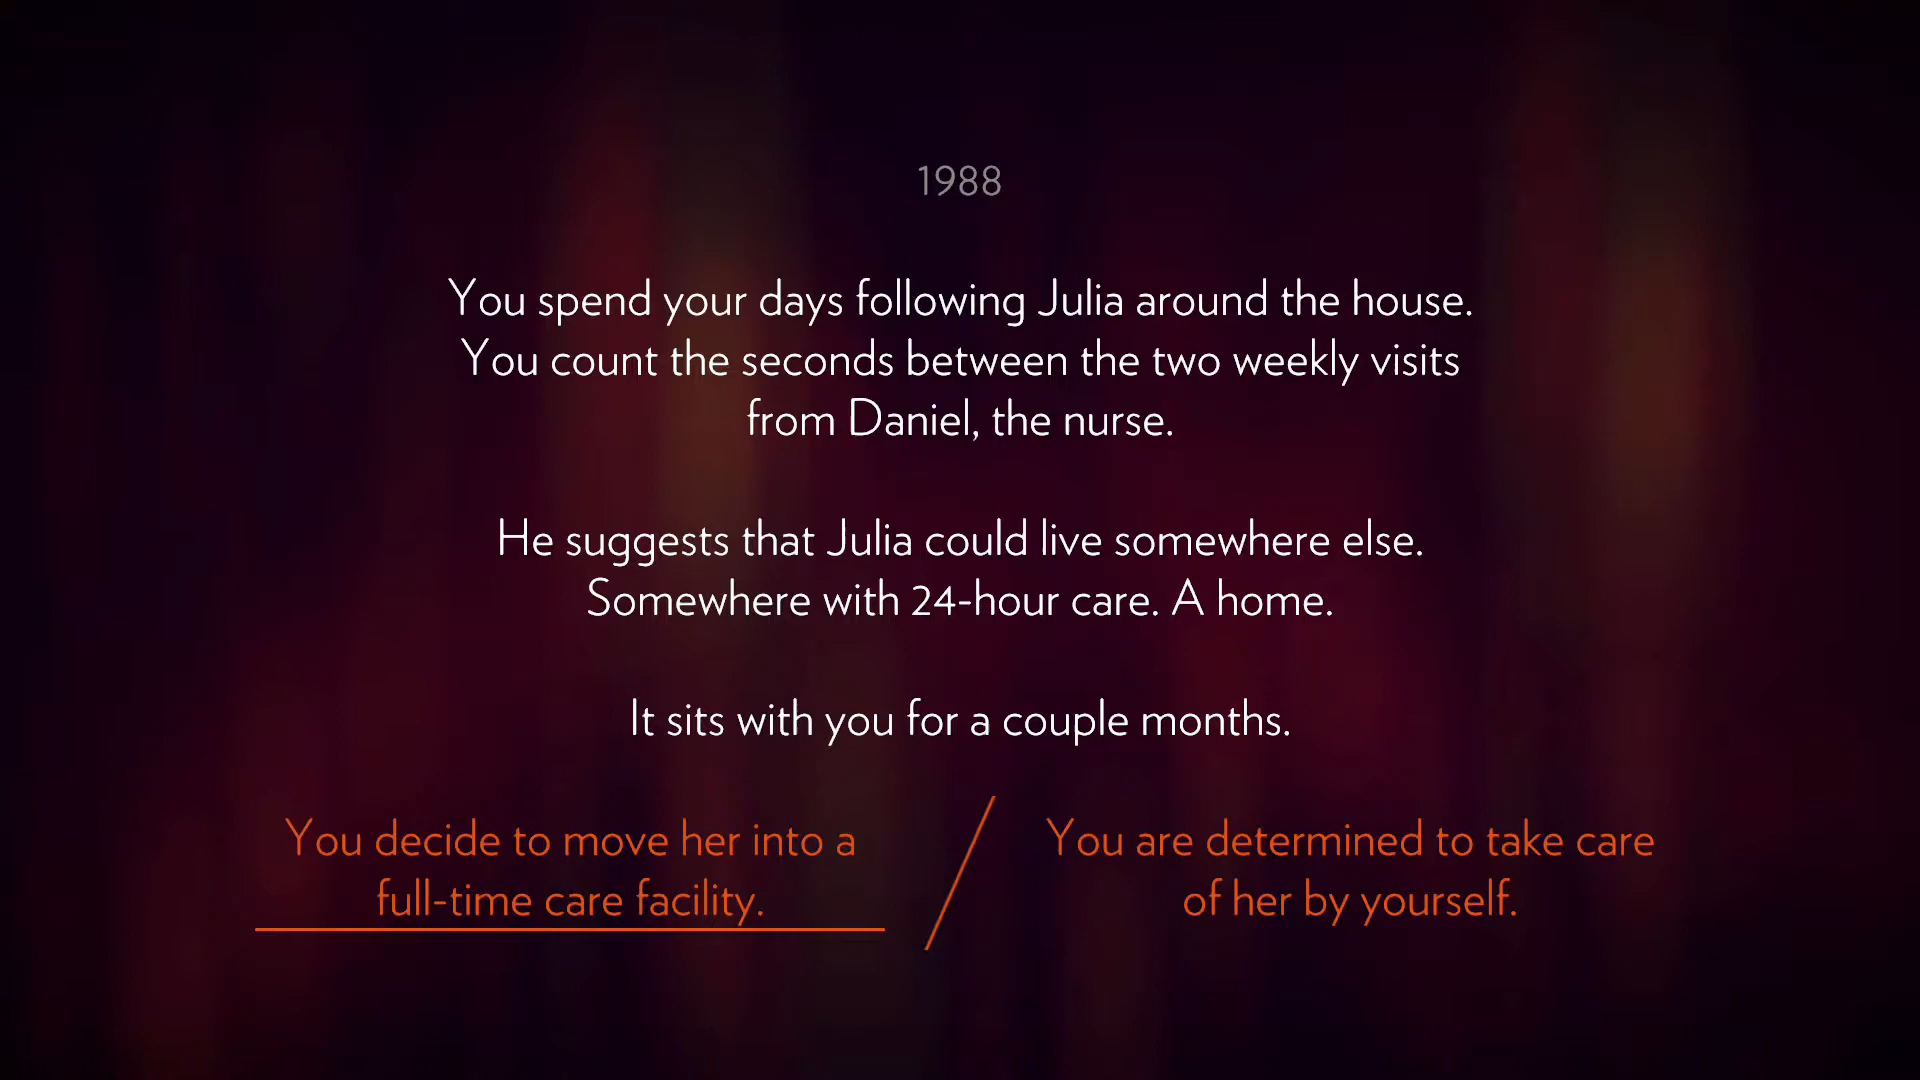 1988
You spend your days following Julia around the house.
You count the seconds between the two weekly visits
from Daniel, the nurse.
He suggests that Julia could live somewhere else.
Somewhere with 24-hour care. A home.
It sits with you for a couple months.
You decide to move her into a
full-time care facility.
You are determined to take care
of her by yourself.